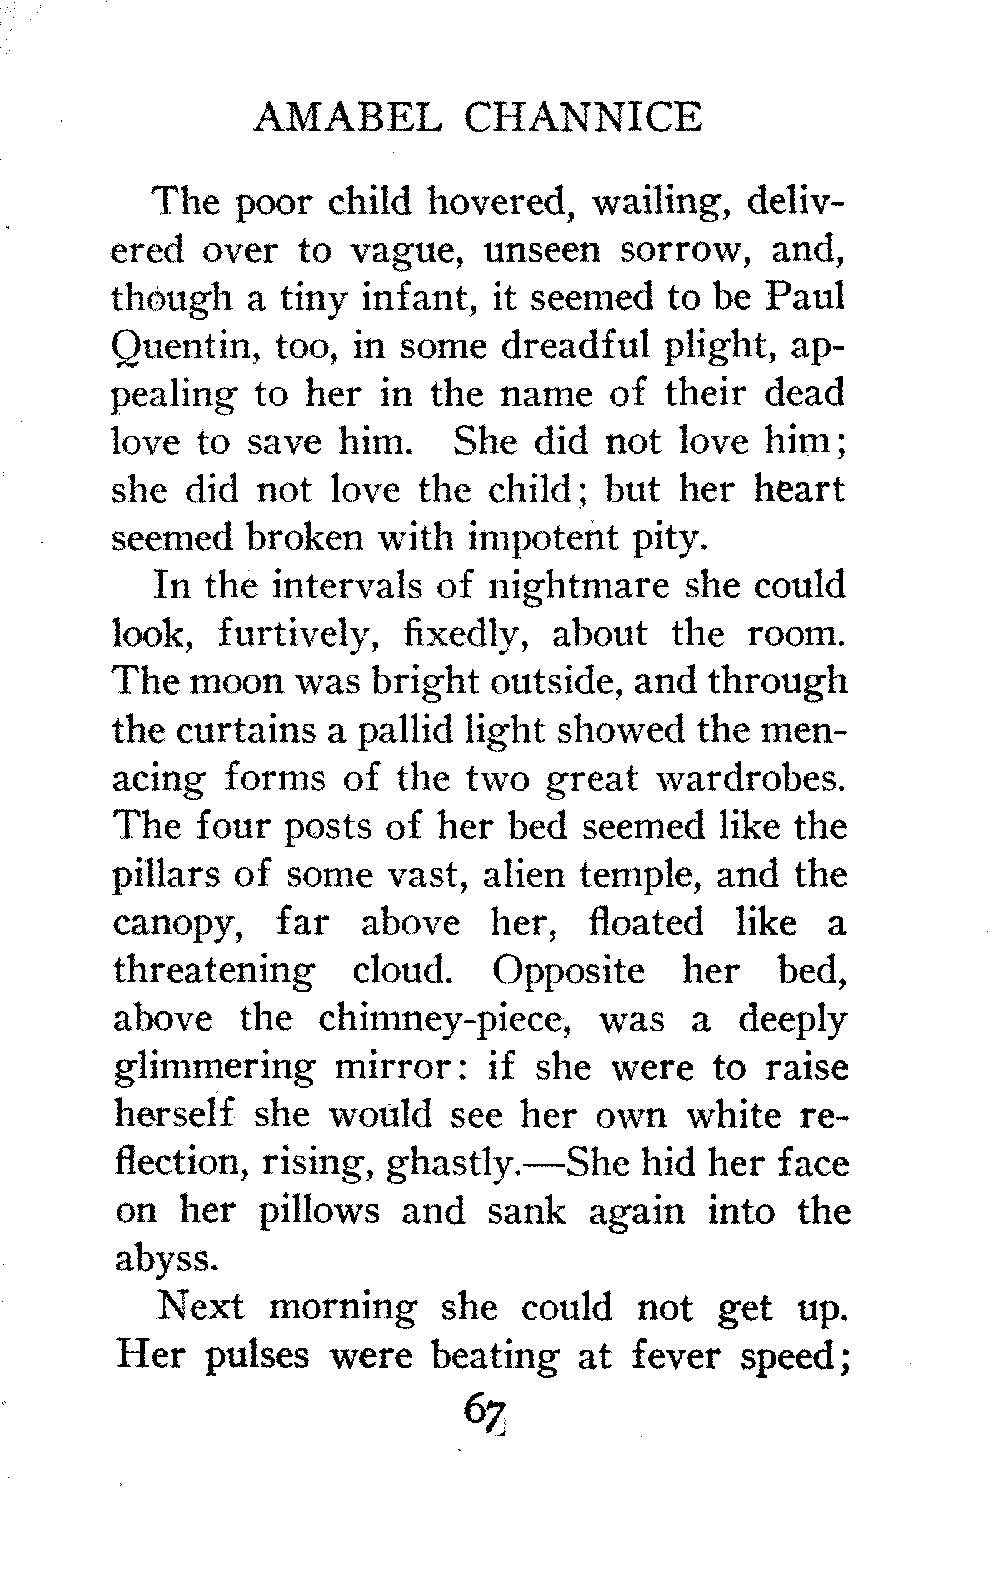 AMABEL CHANNICE
The poor child hovered, wailing, deliv-
ered over to vague, unseen sorrow, and,
though a tiny infant, it seemed to be Paul
Quentin, too, in some dreadful plight, ap-
pealing to her in the name of their dead
love to save him. She did not love him;
she did not love the child; but her heart
seemed broken with impotent pity.
In the intervals of nightmare she could
look, furtively, fixedly, about the room.
The moon was bright outside, and through
the curtains a pallid light showed the men-
acing forms of the two great wardrobes.
The four posts of her bed seemed like the
pillars of some vast, alien temple, and the
canopy, far above her, floated like a
threatening cloud. Opposite her bed,
above the chimney-piece, was a deeply
glimmering mirror: if she were to raise
herself she would see her own white re-
flection, rising, ghastly.—She hid her face
on her pillows and sank again into the
abyss.
Next morning she could not get up.
Her pulses were beating at fever speed;
67